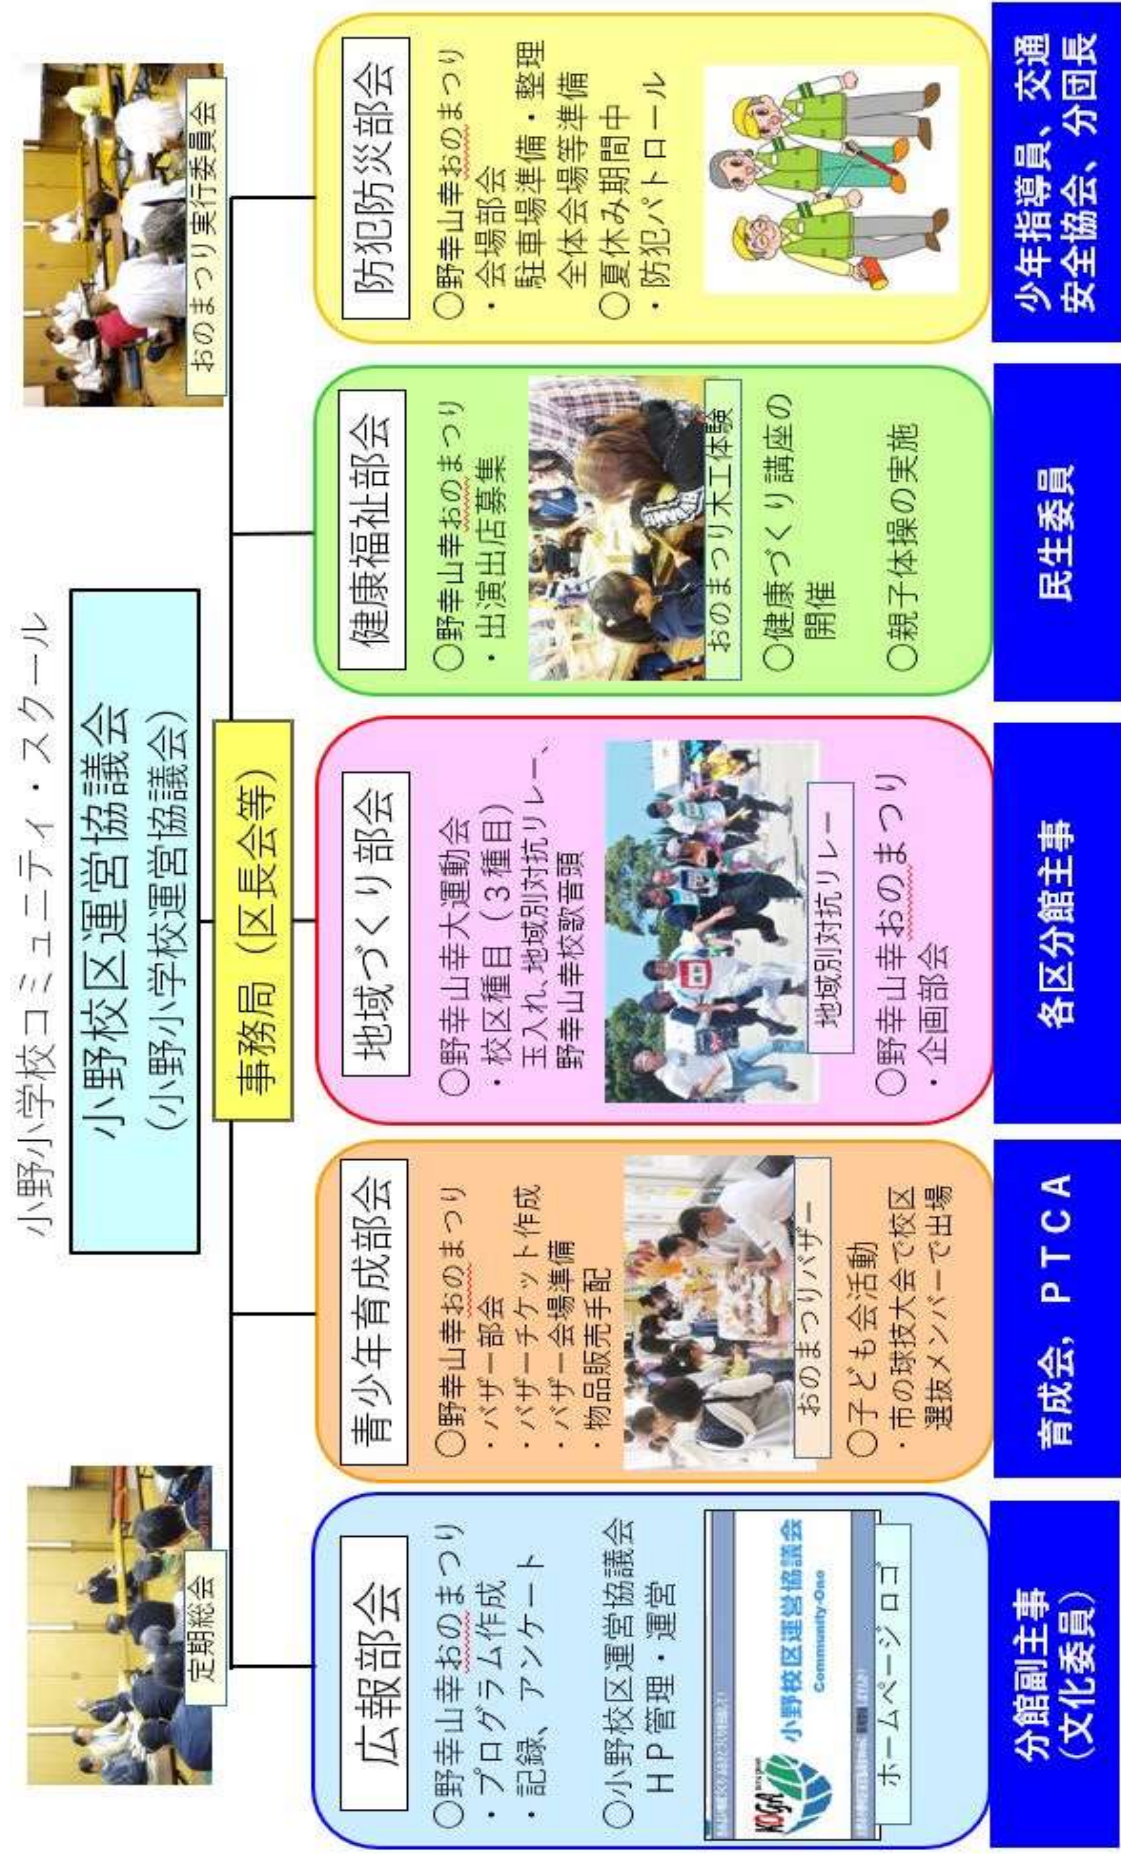 小野小学校コミュニティ・スクール
小野校区運営協議会
(小野小学校運営協議会)
事務局（区長会等）
定期総会
おのまつり実行委員会
広報部会
○野幸山幸おのまつり
・プログラム作成
・記録、アンケート
○小野校区運営協議会
ＨＰ管理・運営
KOGA
小野校区運営協議会
Community-Ono
ホームページロゴ
分館副主事
（文化委員）
青少年育成部会
○野幸山幸おのまつり
・バザー部会
・バザーチケット作成
・バザー会場準備
・物品販売手配
おのまつりバザー
○子ども会活動
・市の球技大会で校区
選抜メンバーで出場
育成会，ＰＴＣＡ
地域づくり部会
○野幸山幸大運動会
・校区種目（３種目）
玉入れ、地域別対抗リレー、
野幸山幸校歌音頭
地域別対抗リレー
○野幸山幸おのまつり
・企画部会
各区分館主事
健康福祉部会
○野幸山幸おのまつり
・出演出店募集
おのまつり木工体験
○健康づくり講座の
開催
○親子体操の実施
民生委員
防犯防災部会
○野幸山幸おのまつり
・会場部会
駐車場準備・整理
全体会場等準備
○夏休み期間中
・防犯パトロール
少年指導員、交通
安全協会、分団長